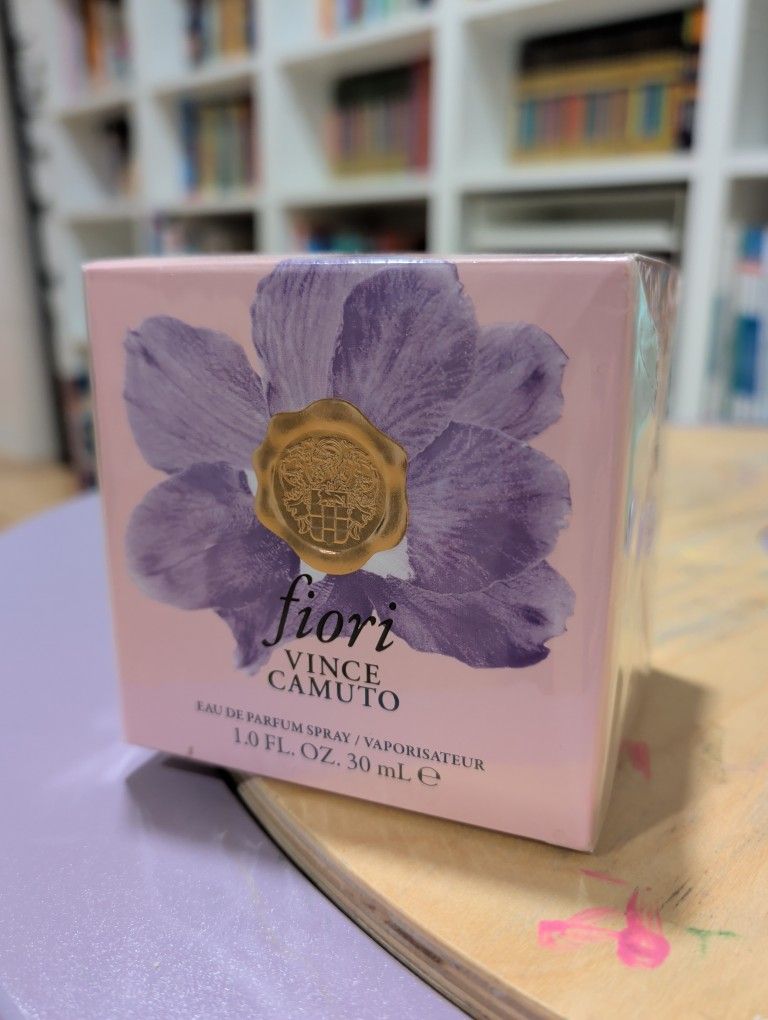 fiori
VINCE
CAMUTO
EAU DE PARFUM SPRAY / VAPORISATEUR
1.0 FL. OZ. 30 mL ℮